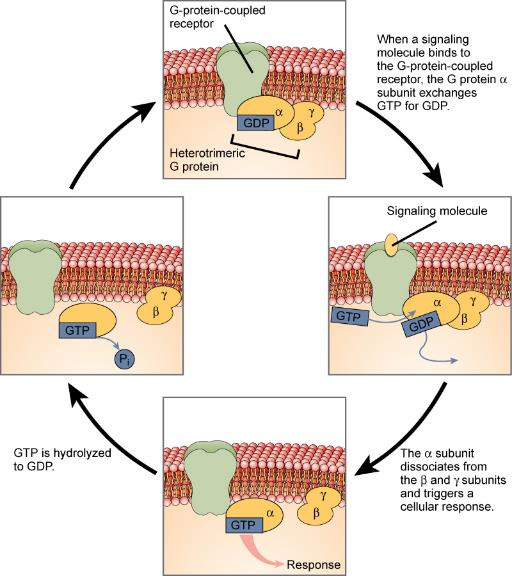 G-protein-coupled
receptor
α
γ
β
GDP
Heterotrimeric
G protein
When a signaling
molecule binds to
the G-protein-coupled
receptor, the G protein α
subunit exchanges
GTP for GDP.
Signaling molecule
α
γ
β
GTP
GDP
The α subunit
dissociates from
the β and γ subunits
and triggers a
cellular response.
α
γ
β
GTP
Response
GTP is hydrolyzed
to GDP.
γ
β
GTP
Pi